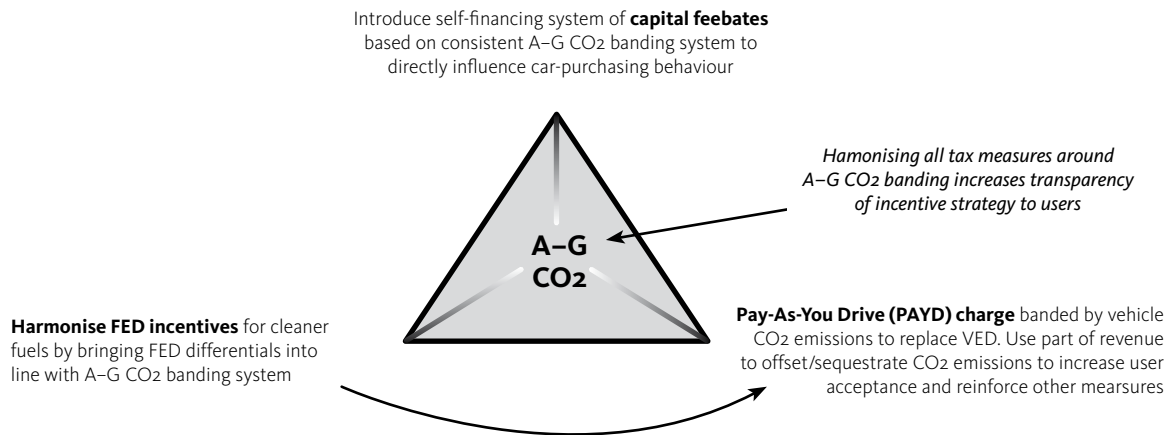 Introduce self-financing system of capital feebates
based on consistent A–G CO2 banding system to
directly influence car-purchasing behaviour
Hamonising all tax measures around
A–G CO2 banding increases transparency
of incentive strategy to users
A–G
CO2
Harmonise FED incentives for cleaner
fuels by bringing FED differentials into
line with A–G CO2 banding system
Pay-As-You Drive (PAYD) charge banded by vehicle
CO2 emissions to replace VED. Use part of revenue
to offset/sequestrate CO2 emissions to increase user
acceptance and reinforce other mearsures